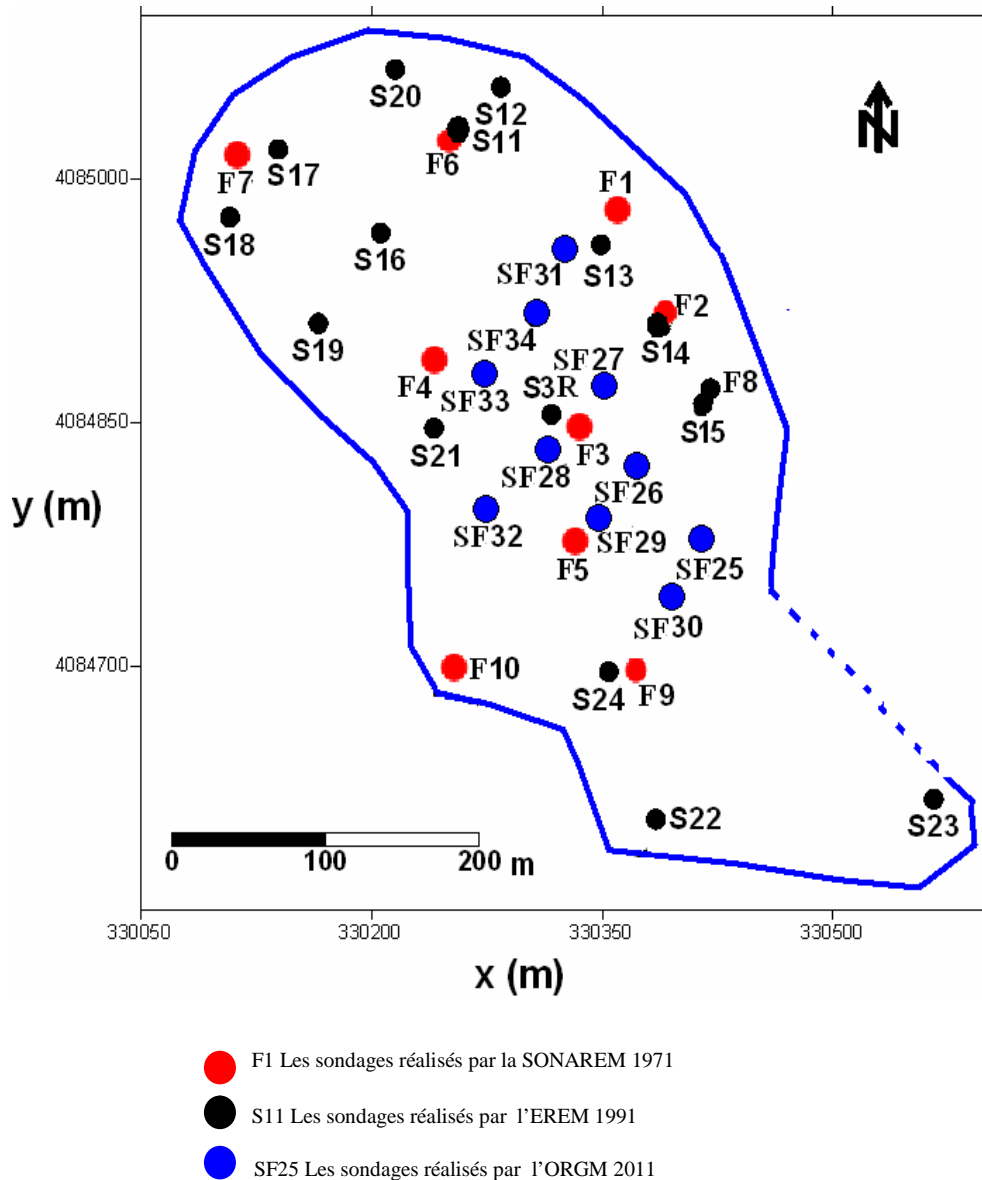 S20
S12
S11
F6
S17
F7
4085000
F1
S18
S16
S13
SF31
F2
S19
SF34
S14
SF27
F4
F8
SF33
S3R
4084850
S15
S21
F3
SF28
SF26
y (m)
SF32
SF29
F5
SF25
SF30
4084700
F10
S24
F9
S22
S23
0 100 200 m
330050 330200 330350 330500
x (m)
N
F1 Les sondages réalisés par la SONAREM 1971
S11 Les sondages réalisés par l'EREM 1991
SF25 Les sondages réalisés par l'ORGM 2011